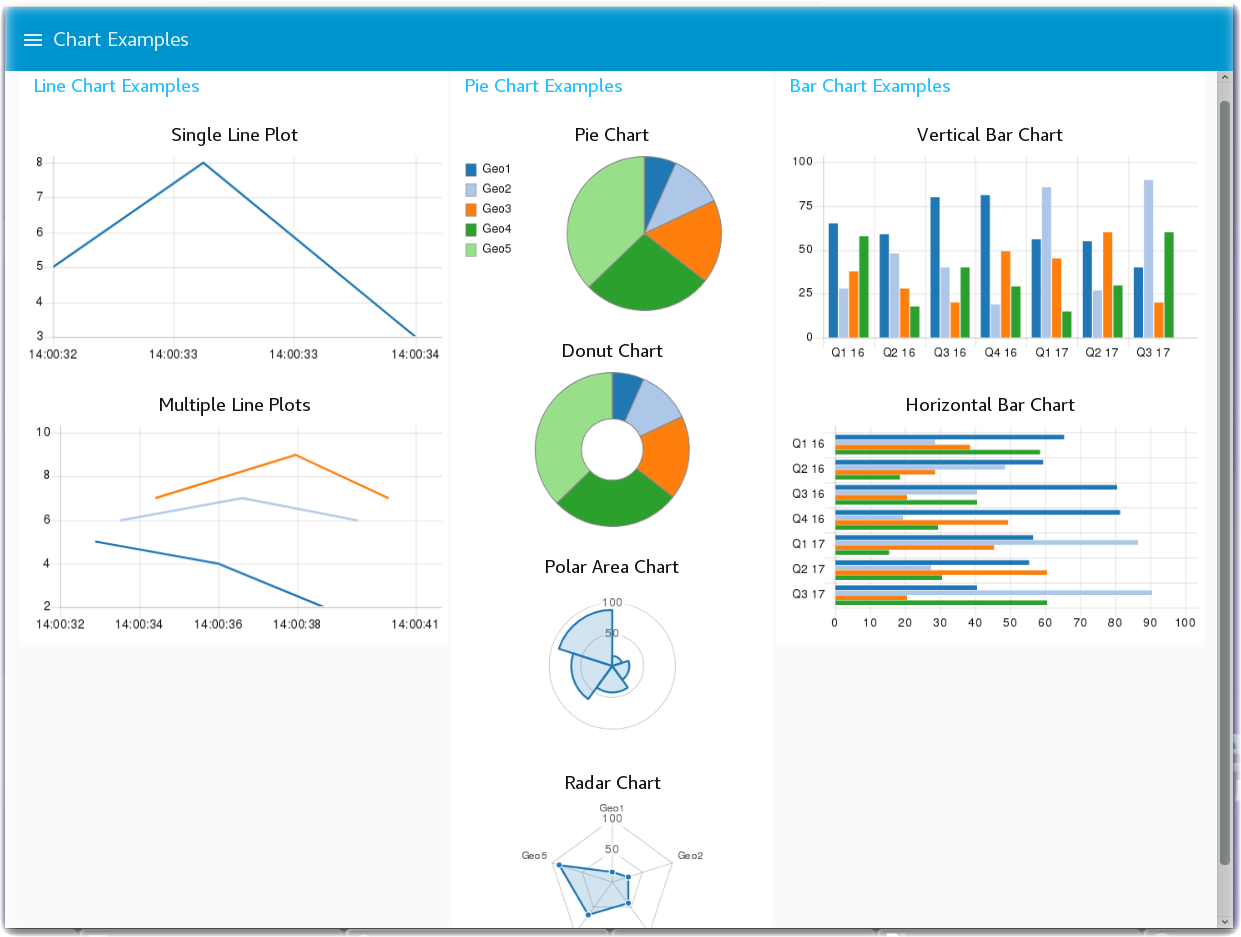 Chart Examples
Line Chart Examples
Single Line Plot
8
7
6
5
4
3
14:00:32 14:00:33 14:00:33 14:00:34
Multiple Line Plots
10
8
6
4
2
14:00:32 14:00:34 14:00:36 14:00:38 14:00:41
Pie Chart Examples
Pie Chart
Geo1
Geo2
Geo3
Geo4
Geo5
Donut Chart
Polar Area Chart
100
50
Radar Chart
Geo1
100
50
Geo5 Geo2
Bar Chart Examples
Vertical Bar Chart
100
75
50
25
0
Q1 16 Q2 16 Q3 16 Q4 16 Q1 17 Q2 17 Q3 17
Horizontal Bar Chart
Q1 16
Q2 16
Q3 16
Q4 16
Q1 17
Q2 17
Q3 17
0 10 20 30 40 50 60 70 80 90 100